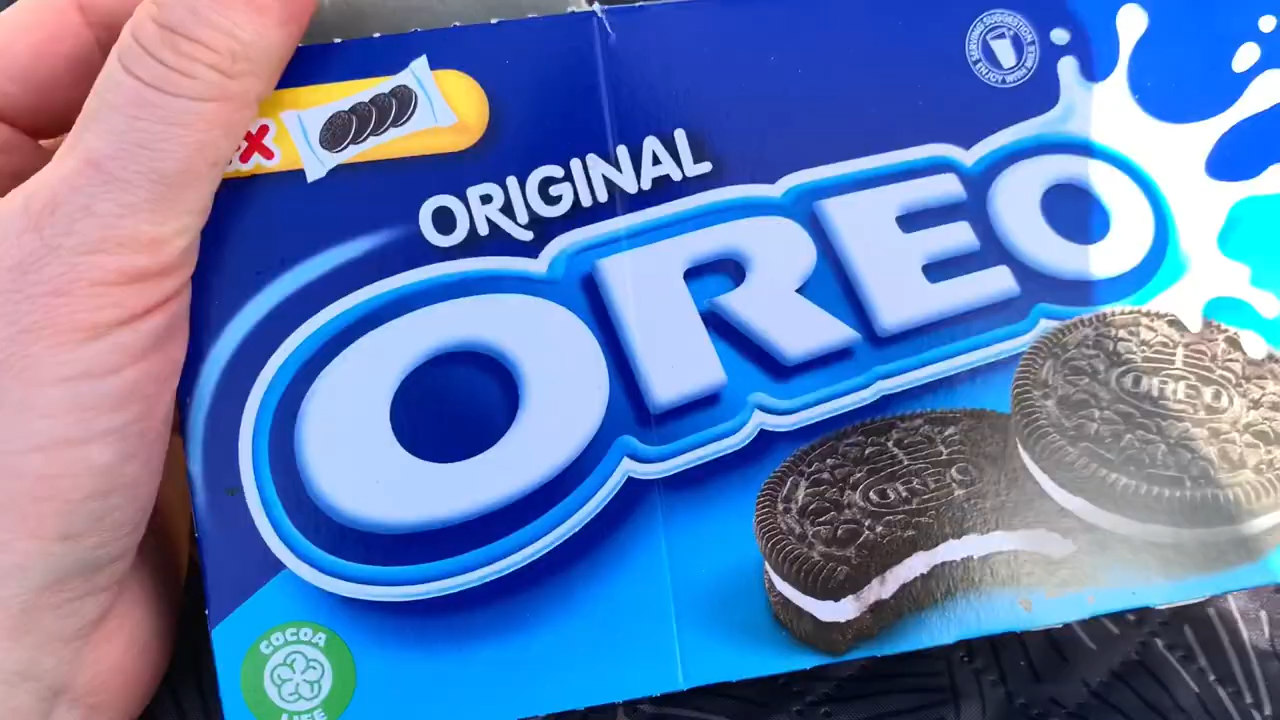 SERVING SUGGESTION
ENJOY WITH MILK
X
ORIGINAL
OREO
OREO
OREO
COCOA
LIFE